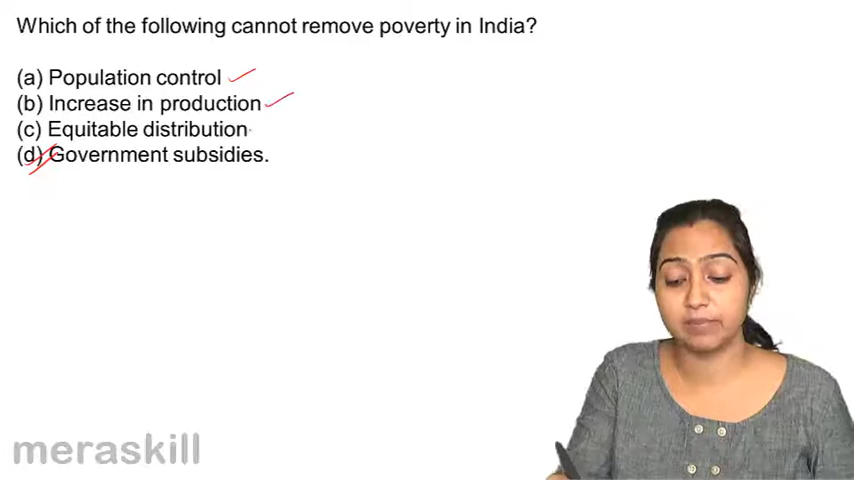 Which of the following cannot remove poverty in India?
(a) Population control
(b) Increase in production
(c) Equitable distribution
(d) Government subsidies.
meraskill